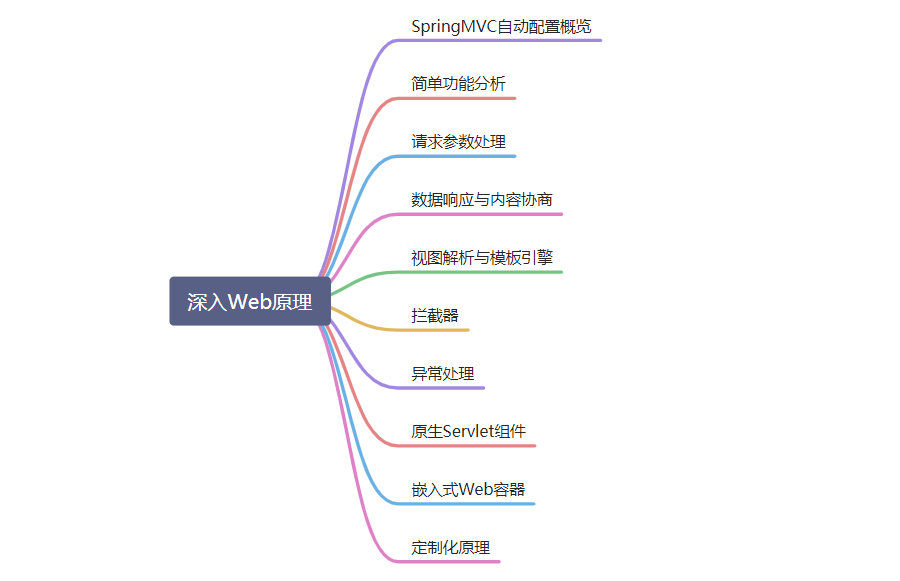 SpringMVC自动配置概览
简单功能分析
请求参数处理
数据响应与内容协商
视图解析与模板引擎
深入Web原理
拦截器
异常处理
原生Servlet组件
嵌入式Web容器
定制化原理